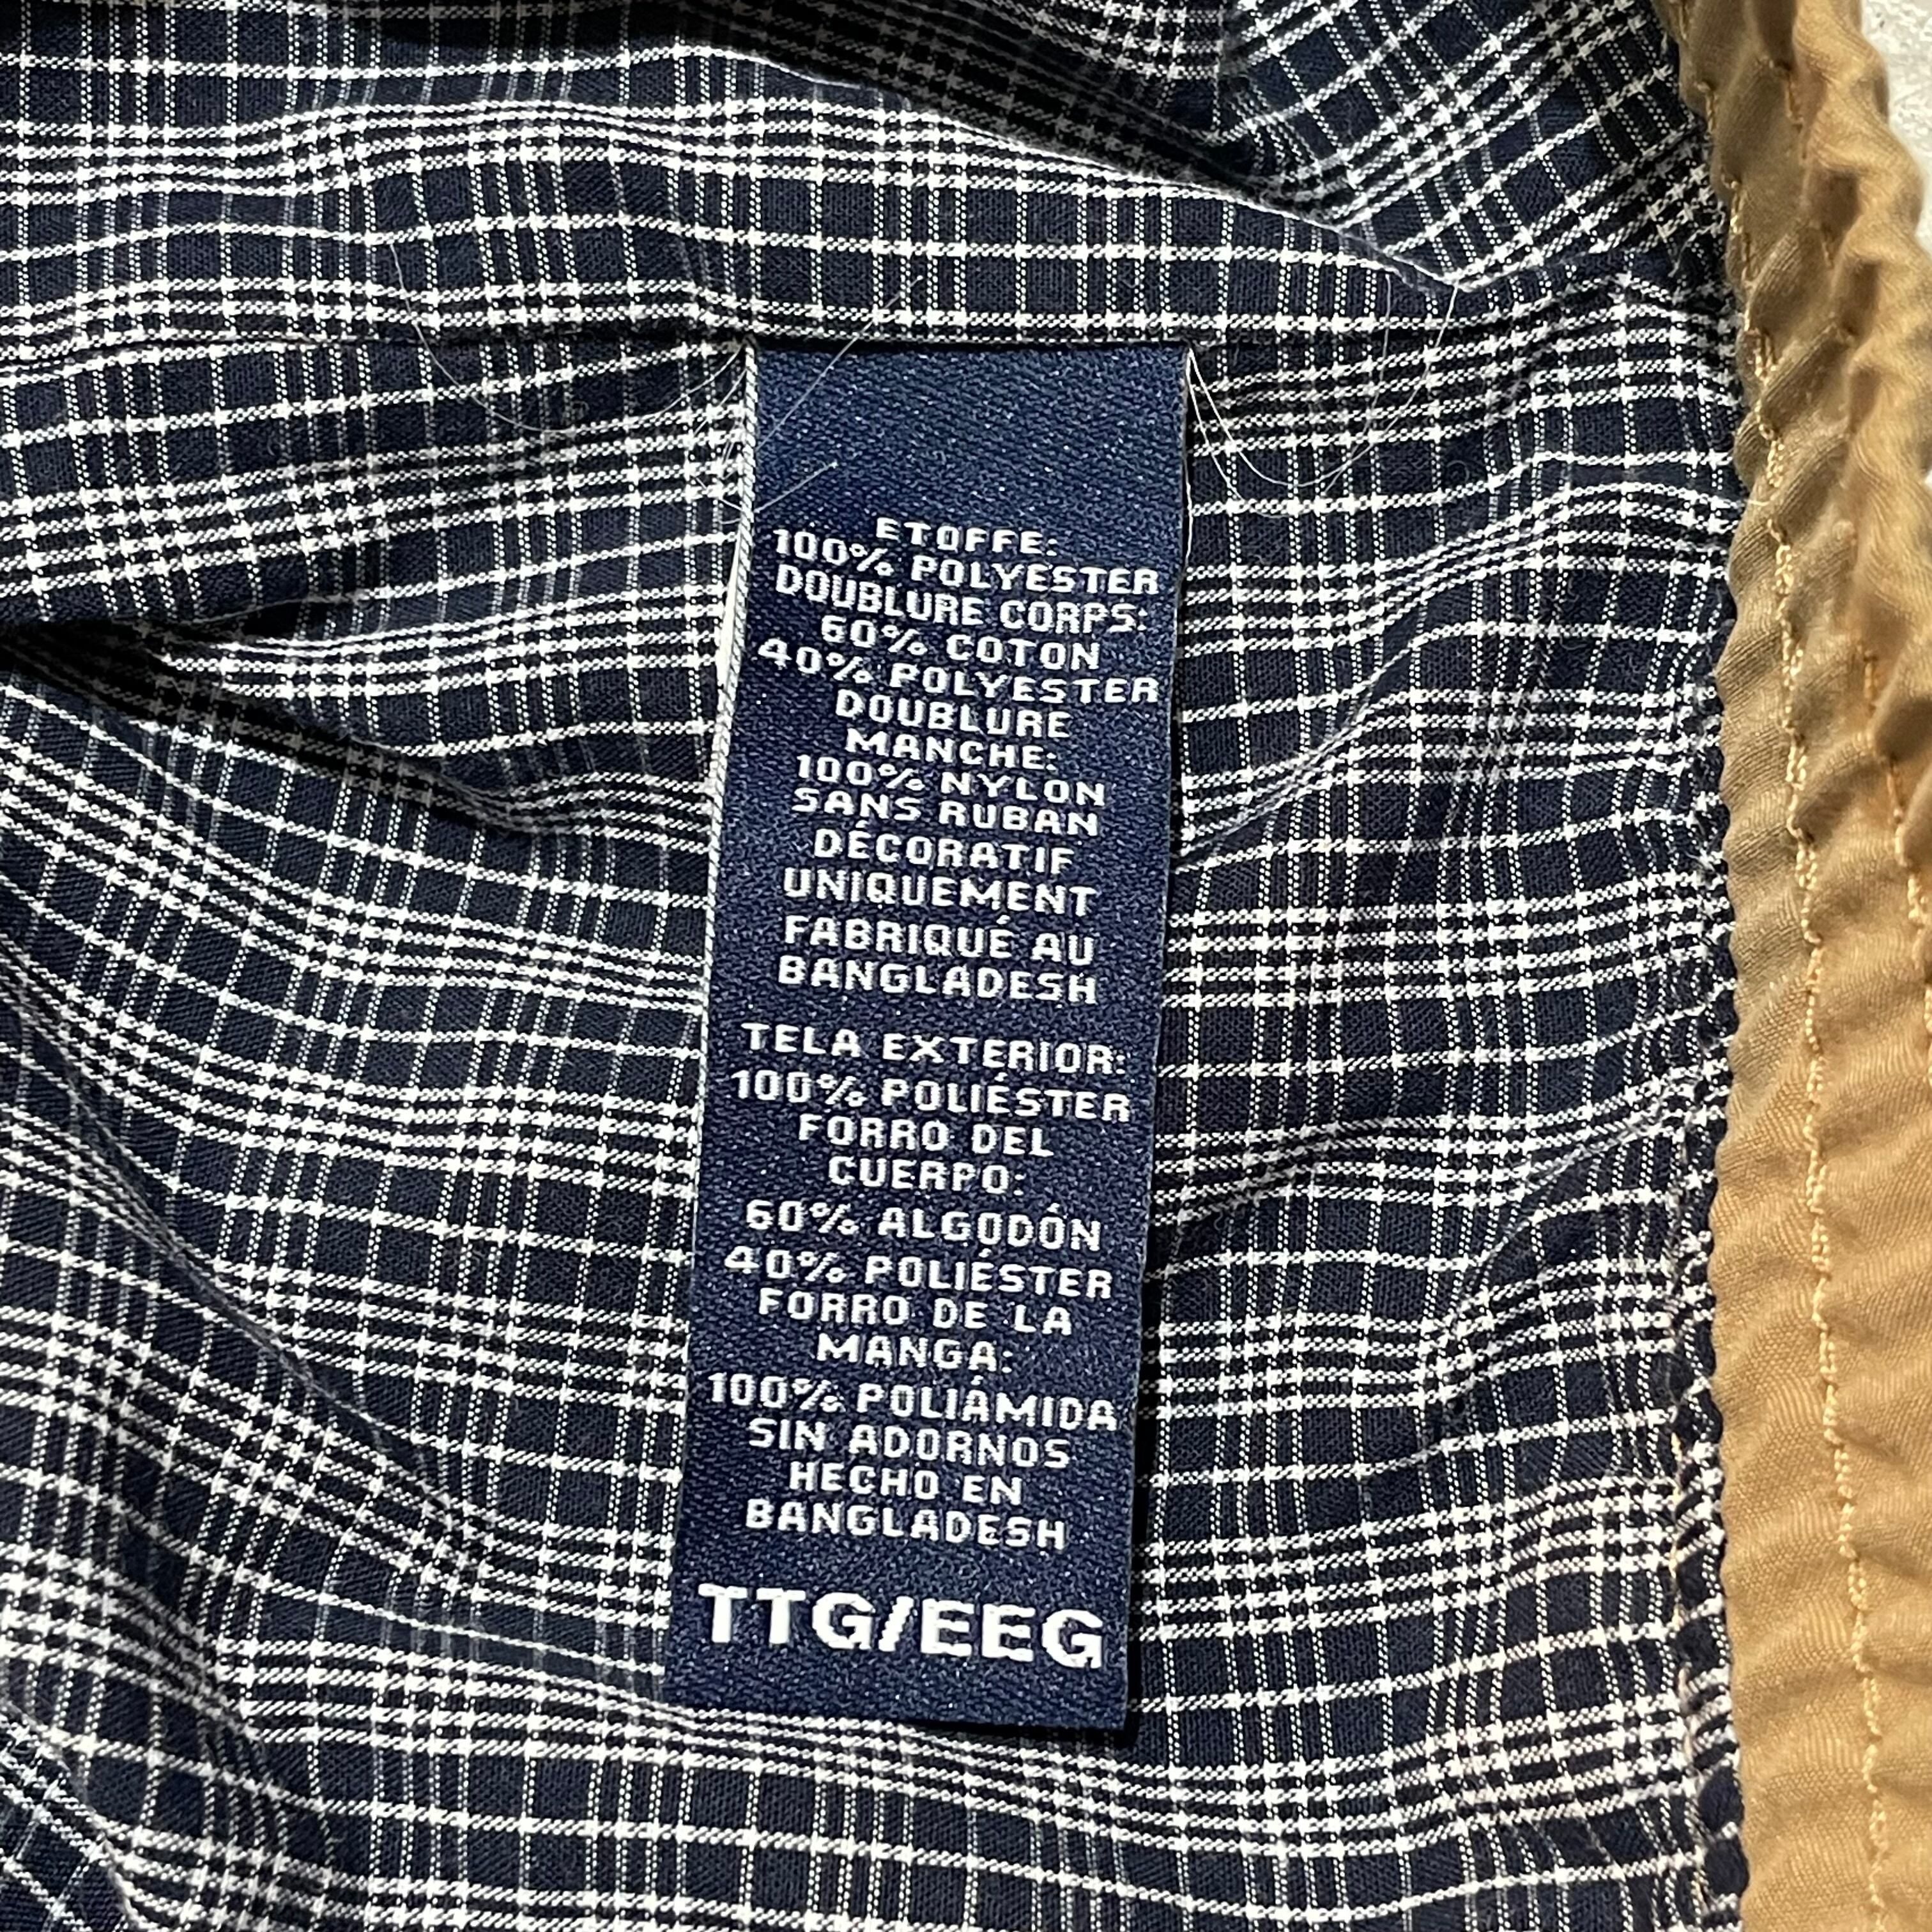 ETOFFE:
100% POLYESTER
DOUBLURE CORPS:
60% COTON
40% POLYESTER
DOUBLURE
MANCHE:
100% NYLON
SANS RUBAN
DÉCORATIF
UNIQUEMENT
FABRIQUÉ AU
BANGLADESH
TELA EXTERIOR:
100% POLIÉSTER
FORRO DEL
CUERPO:
60% ALGODÓN
40% POLIÉSTER
FORRO DE LA
MANGA:
100% POLIÁMIDA
SIN ADORNOS
HECHO EN
BANGLADESH
TTG/EEG